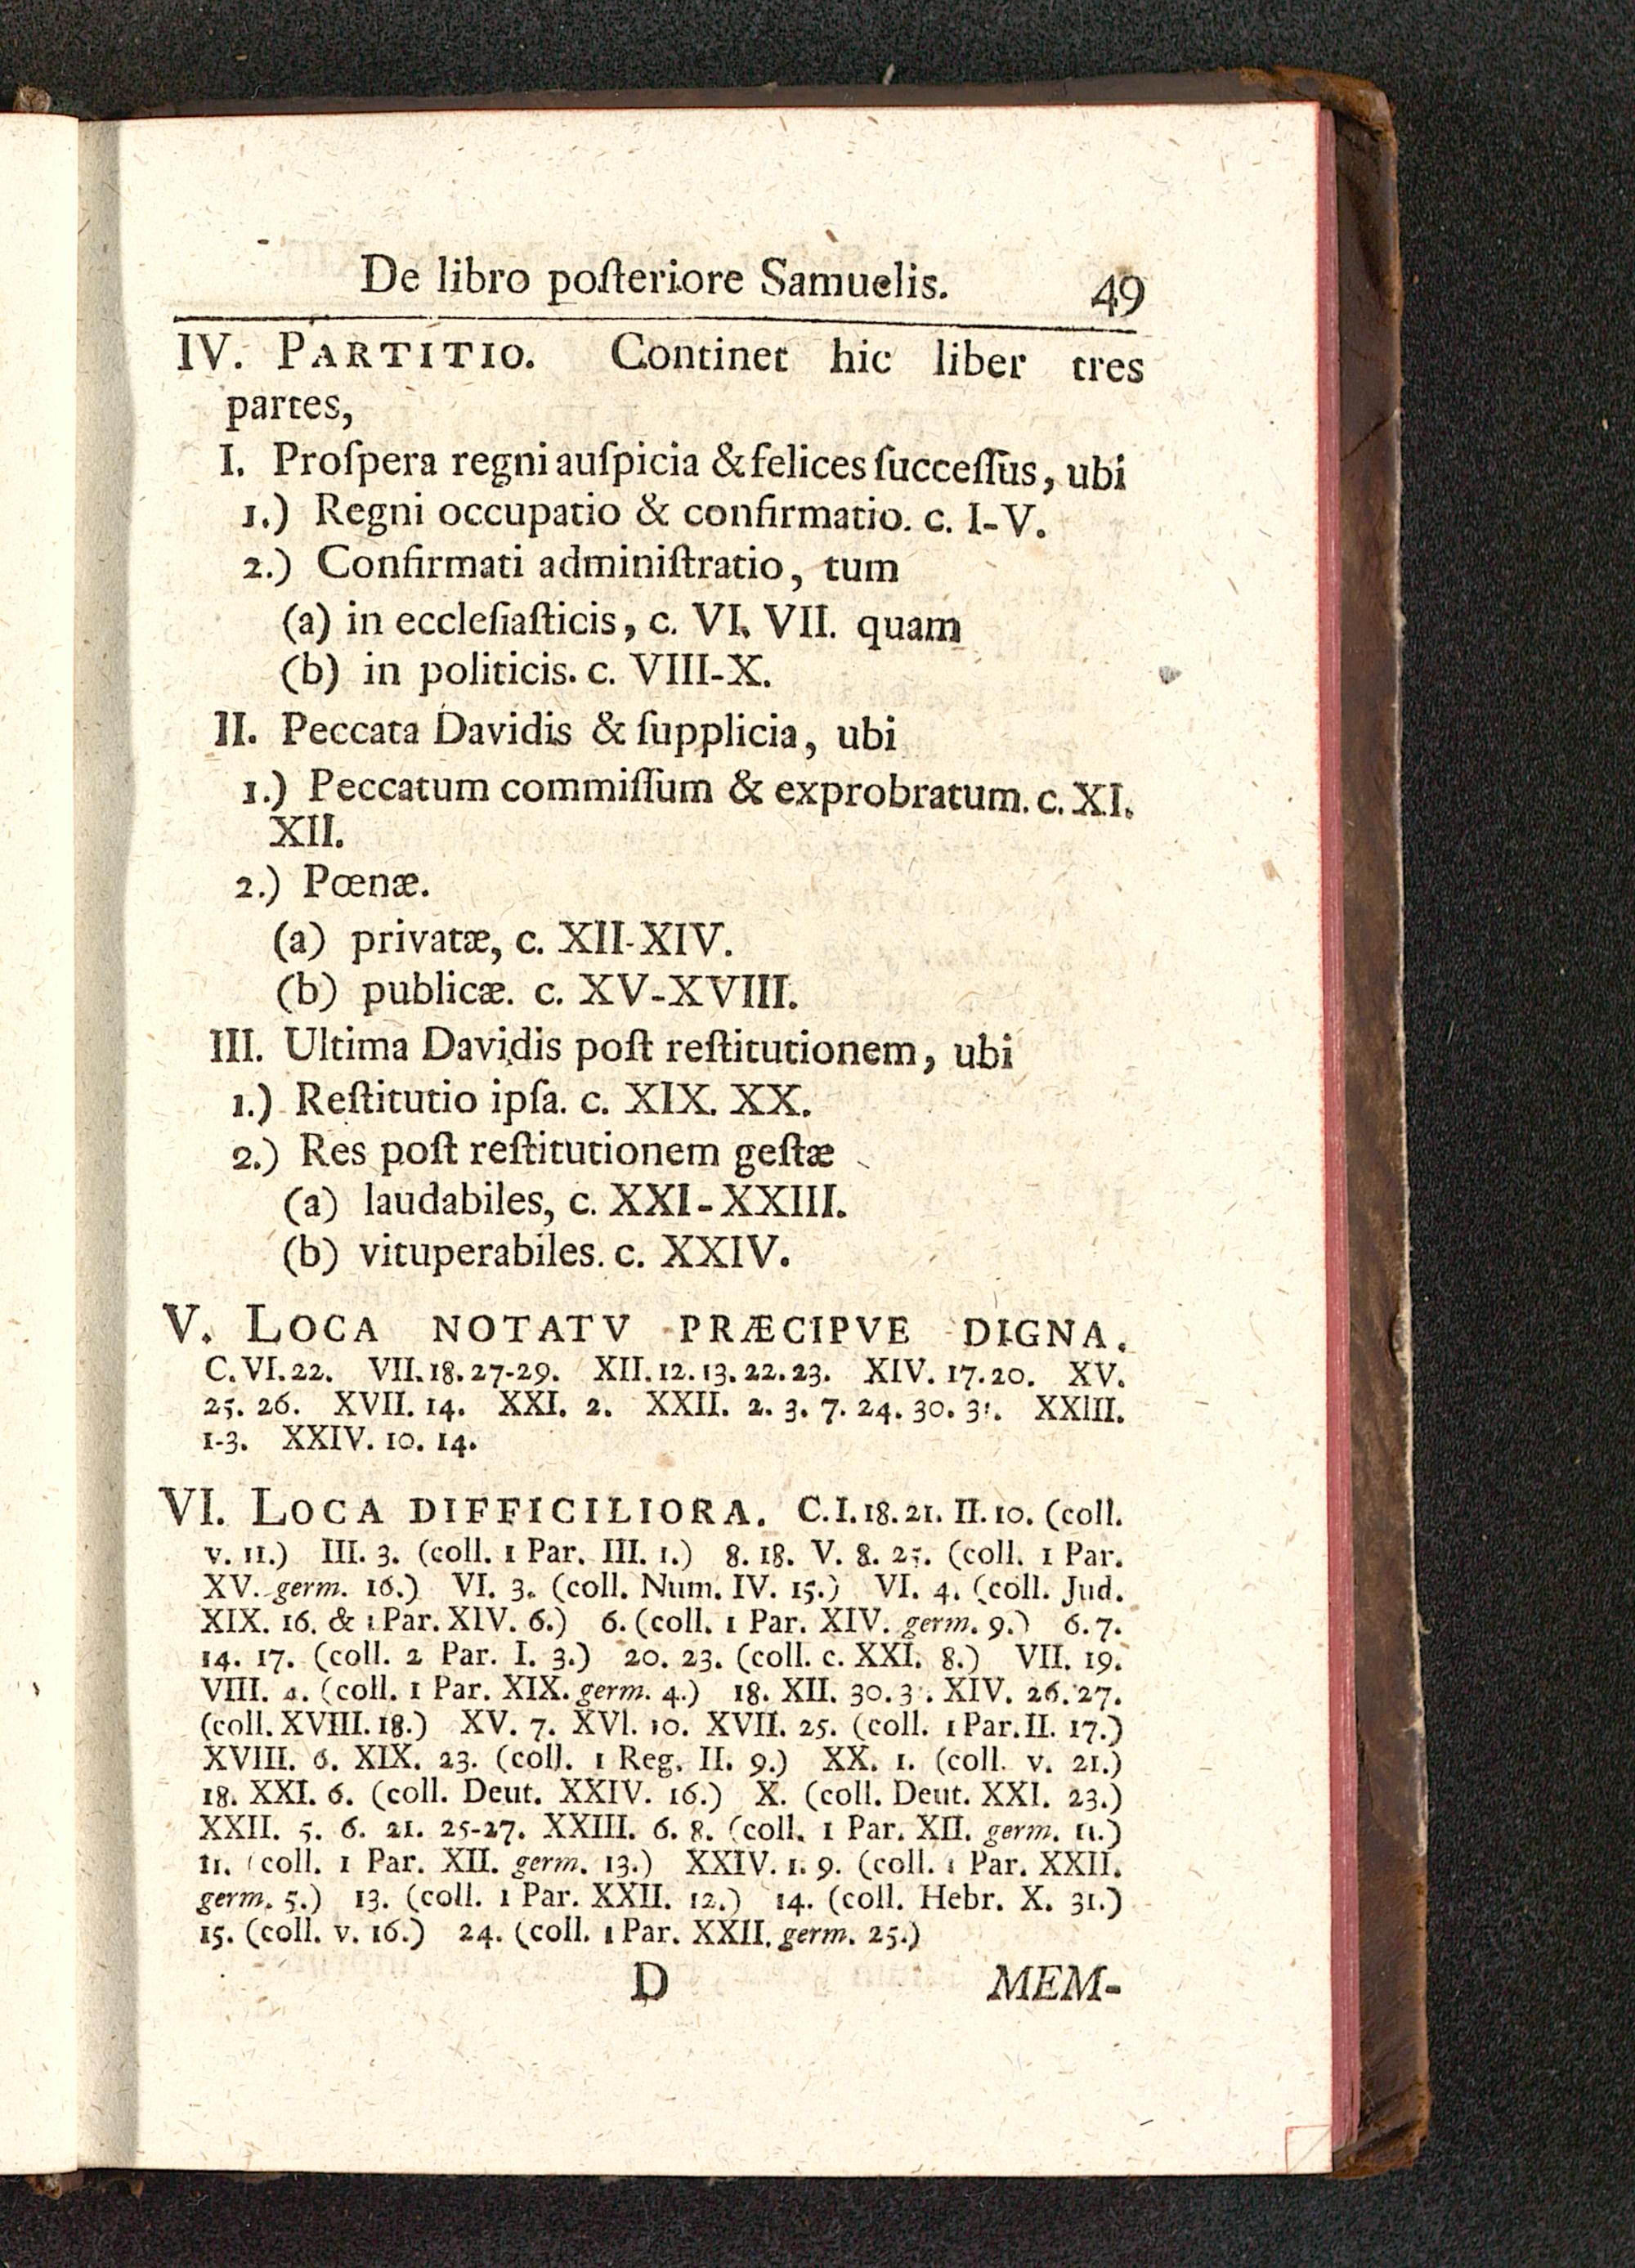 De libro poſteriore Samuelis. 49
IV. PARTITIO. Continet hic liber tres
partes,
I. Proſpera regni auſpicia & felices ſucceſſus, ubi
1.) Regni occupatio & confirmatio. c. I-V.
2.) Confirmati adminiſtratio, tum
(a) in eccleſiaſticis, c. VI. VII. quam
(b) in politicis. c. VIII-X.
II. Peccata Davidis & ſupplicia, ubi
1.) Peccatum commiſſum & exprobratum. c. XI.
XII.
2.) Pœnæ.
(a) privatæ, c. XII-XIV.
(b) publicæ. c. XV-XVIII.
III. Ultima Davidis poſt reſtitutionem, ubi
1.) Reſtitutio ipſa. c. XIX. XX.
2.) Res poſt reſtitutionem geſtæ
(a) laudabiles, c. XXI-XXIII.
(b) vituperabiles. c. XXIV.
V. LOCA NOTATV PRÆCIPVE DIGNA.
C. VI. 22. VII. 18. 27-29. XII. 12. 13. 22. 23. XIV. 17. 20. XV.
25. 26. XVII. 14. XXI. 2. XXII. 2. 3. 7. 24. 30. 31. XXIII.
1-3. XXIV. 10. 14.
VI. LOCA DIFFICILIORA. C. I. 18. 21. II. 10. (coll.
v. 11.) III. 3. (coll. 1 Par. III. 1.) 8. 18. V. 8. 25. (coll. 1 Par.
XV. germ. 16.) VI. 3. (coll. Num. IV. 15.) VI. 4. (coll. Jud.
XIX. 16. & 1 Par. XIV. 6.) 6. (coll. 1 Par. XIV. germ. 9.) 6. 7.
14. 17. (coll. 2 Par. I. 3.) 20. 23. (coll. c. XXI. 8.) VII. 19.
VIII. 4. (coll. 1 Par. XIX. germ. 4.) 18. XII. 30. 31. XIV. 26. 27.
(coll. XVIII. 18.) XV. 7. XVI. 10. XVII. 25. (coll. 1 Par. II. 17.)
XVIII. 6. XIX. 23. (coll. 1 Reg. II. 9.) XX. 1. (coll. v. 21.)
18. XXI. 6. (coll. Deut. XXIV. 16.) X. (coll. Deut. XXI. 23.)
XXII. 5. 6. 21. 25-27. XXIII. 6. 8. (coll. 1 Par. XII. germ. 11.)
11. (coll. 1 Par. XII. germ. 13.) XXIV. 1. 9. (coll. 1 Par. XXII.
germ. 5.) 13. (coll. 1 Par. XXII. 12.) 14. (coll. Hebr. X. 31.)
15. (coll. v. 16.) 24. (coll. 1 Par. XXII. germ. 25.)
D MEM-